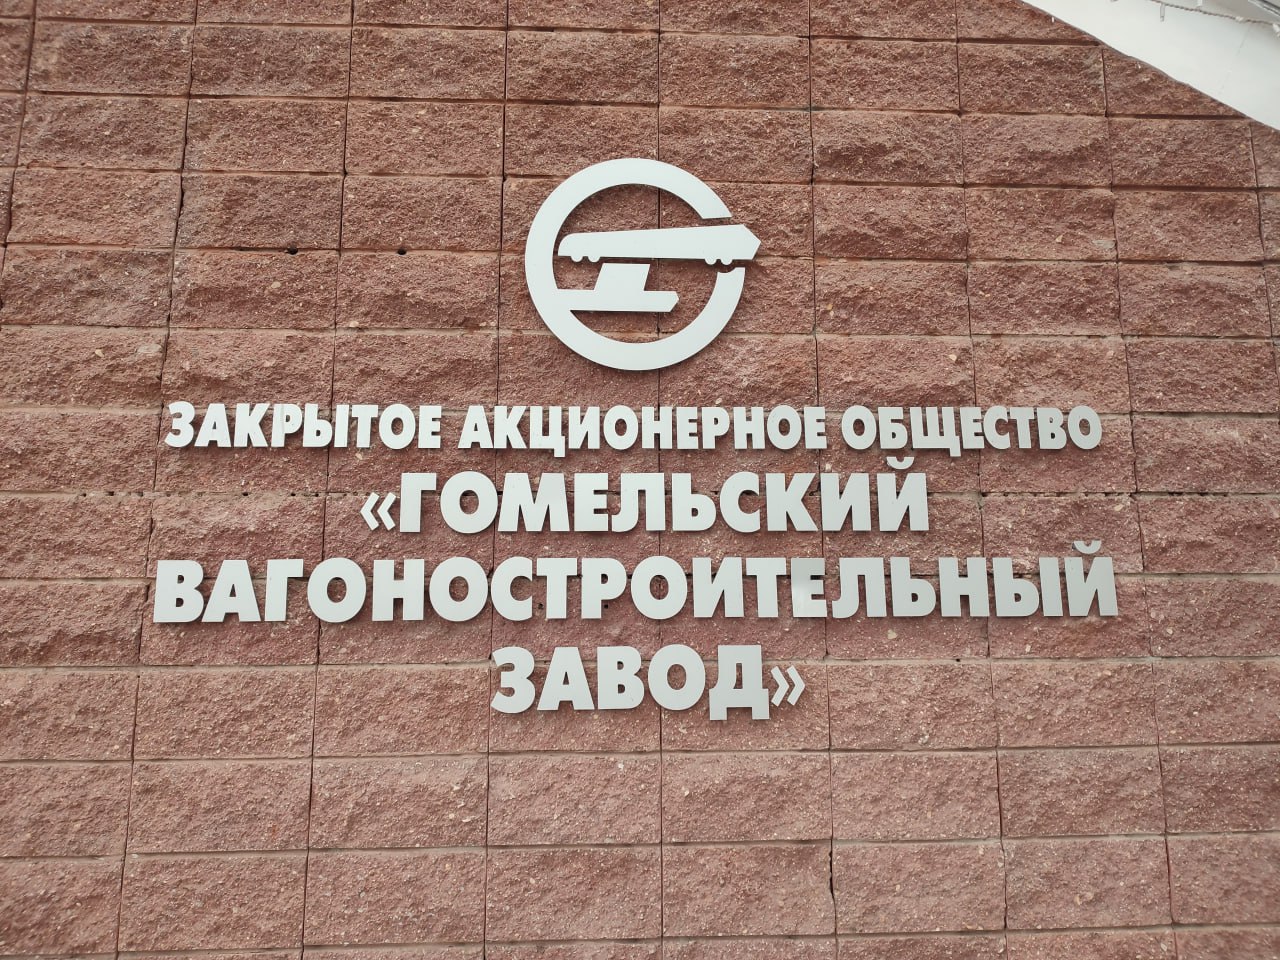 ЗАКРЫТОЕ АКЦИОНЕРНОЕ ОБЩЕСТВО
«ГОМЕЛЬСКИЙ
ВАГОНОСТРОИТЕЛЬНЫЙ
ЗАВОД»